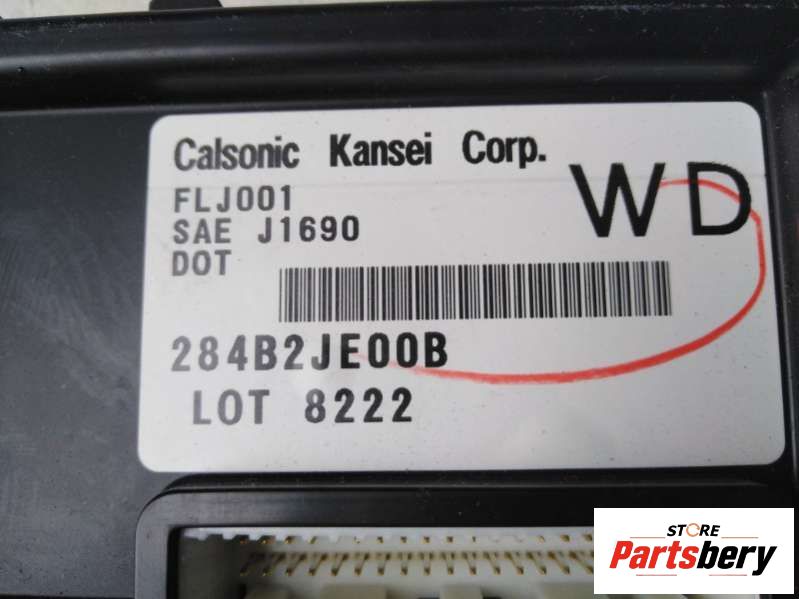 Calsonic Kansei Corp.
FLJ001
WD
SAE J1690
DOT
284B2JE00B
LOT 8222
STORE
Partsbery